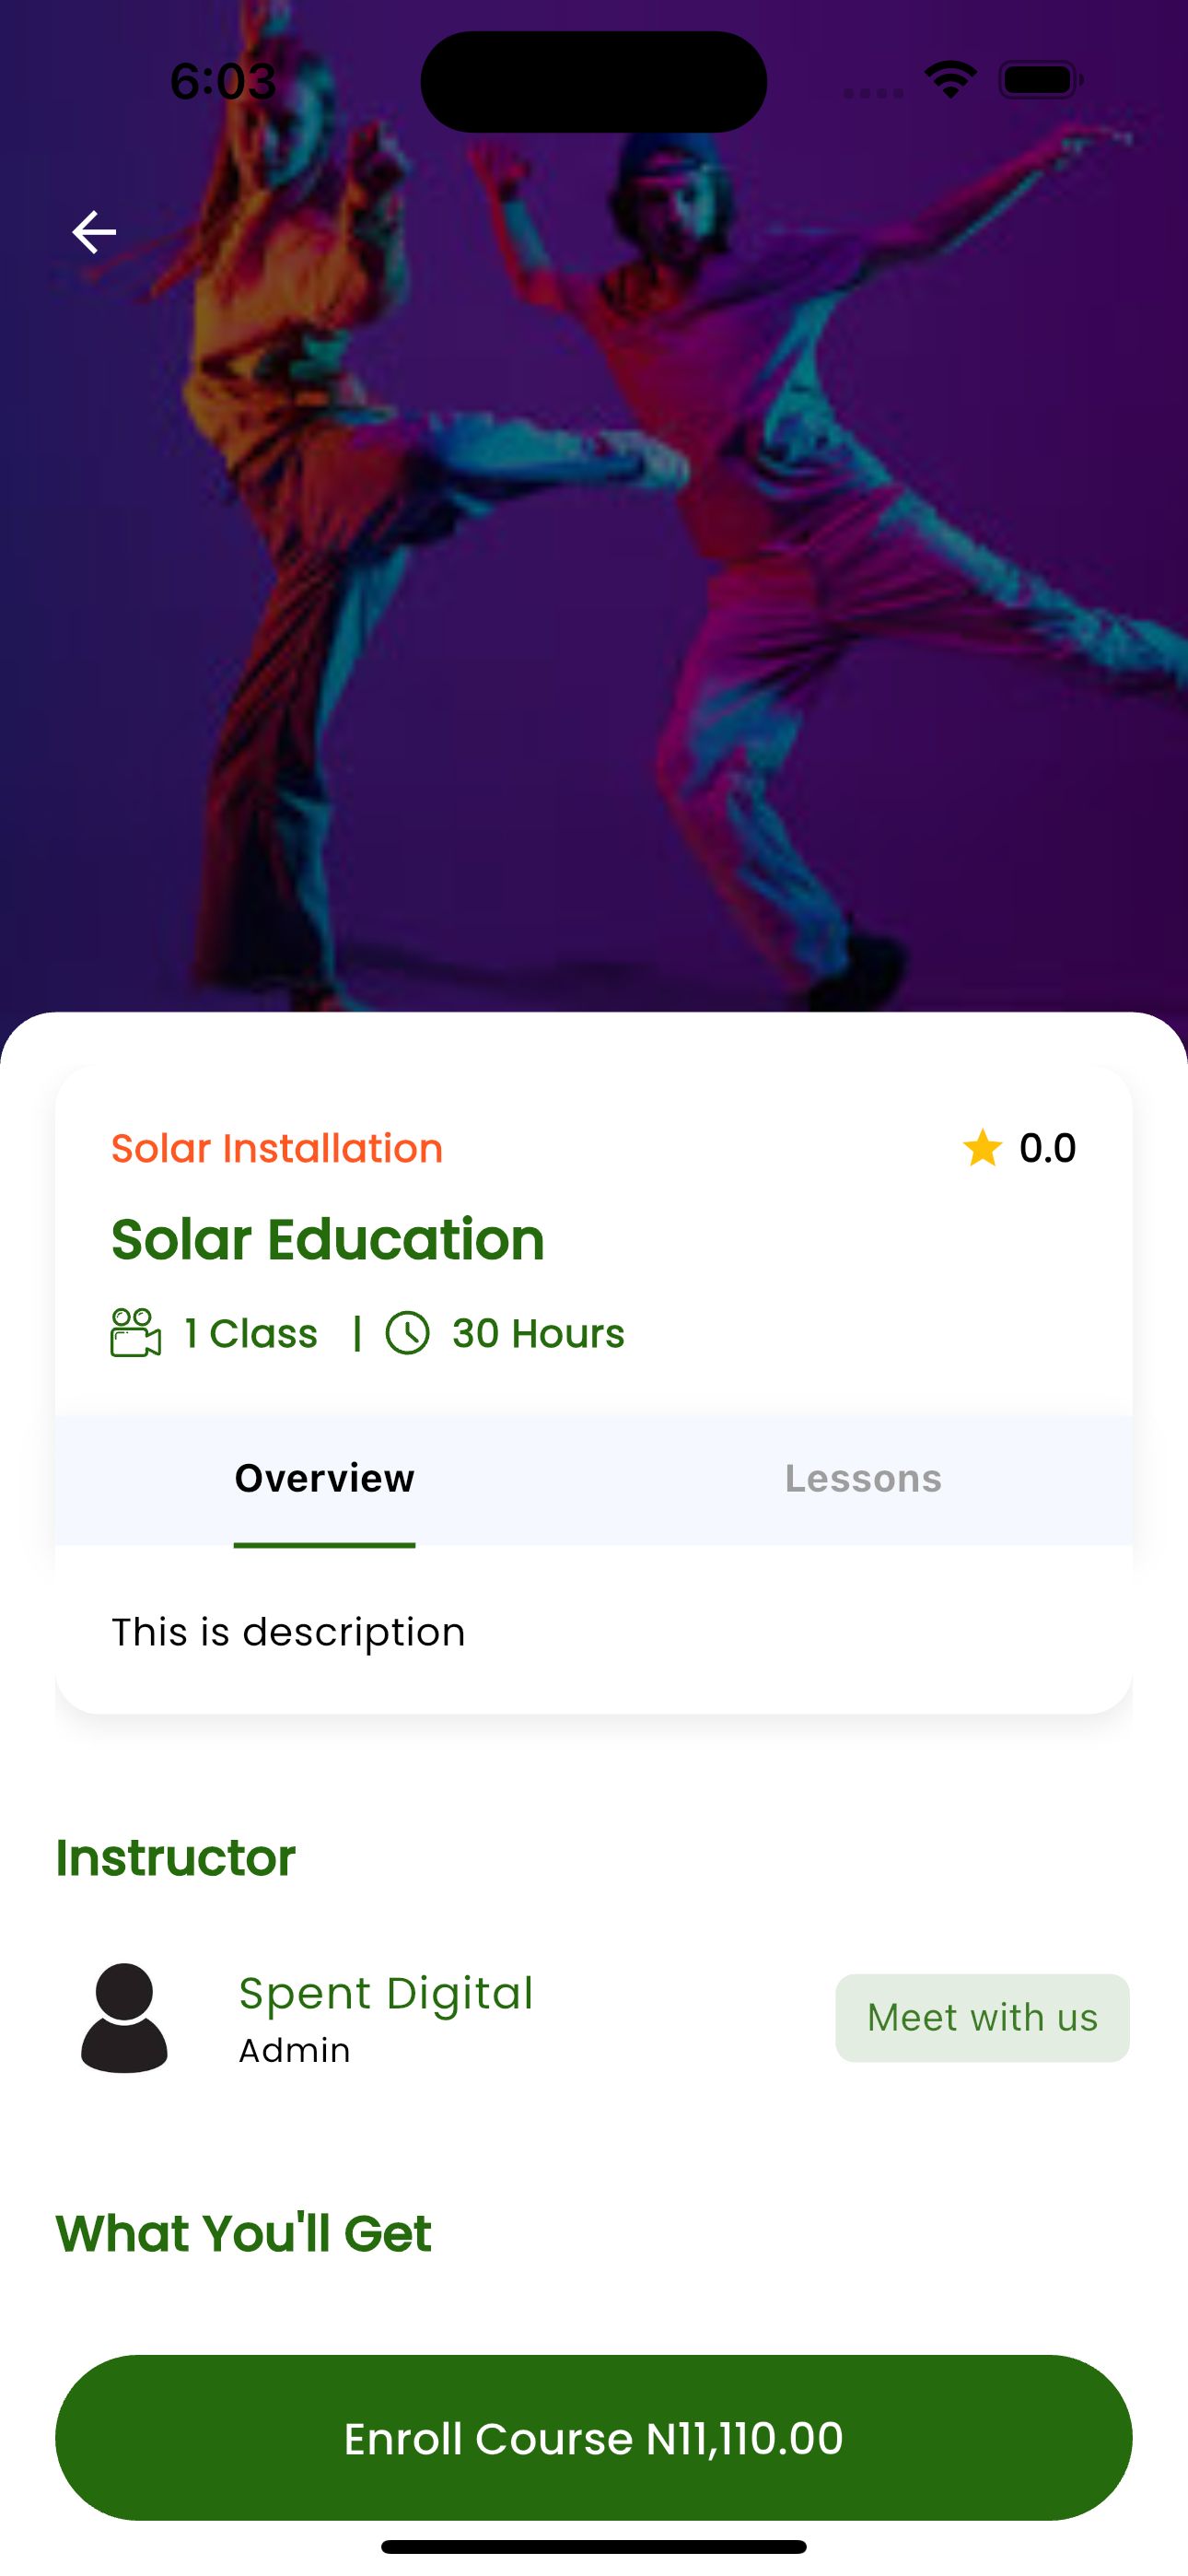 6:03
Solar Installation
0.0
Solar Education
1 Class | 30 Hours
Overview Lessons
This is description
Instructor
Spent Digital
Admin
Meet with us
What You'll Get
Enroll Course N11,110.00